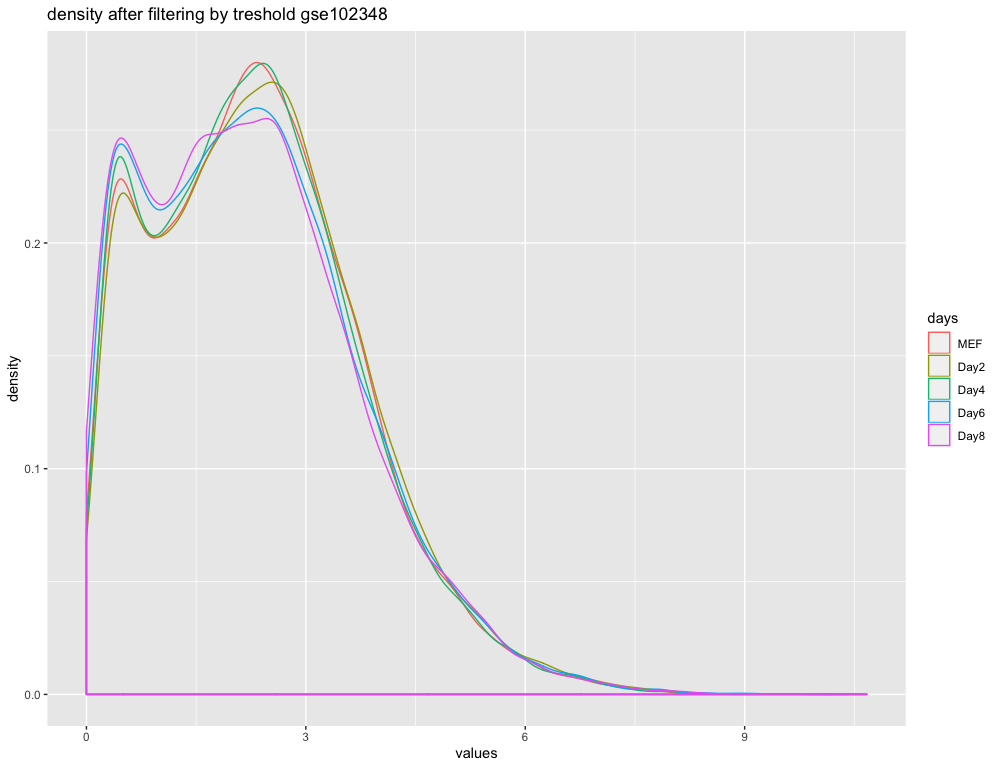 density after filtering by treshold gse102348
density
0.2
0.1
0.0
0
3
6
9
values
days
MEF
Day2
Day4
Day6
Day8